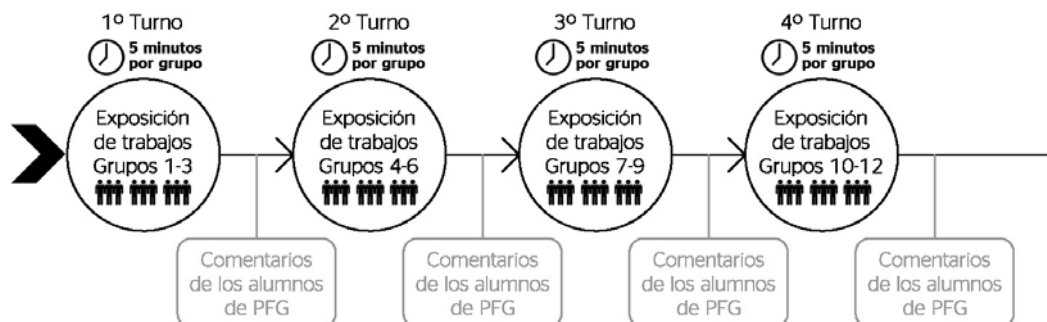 1º Turno
5 minutos
por grupo
Exposición
de trabajos
Grupos 1-3
Comentarios
de los alumnos
de PFG
2º Turno
5 minutos
por grupo
Exposición
de trabajos
Grupos 4-6
Comentarios
de los alumnos
de PFG
3º Turno
5 minutos
por grupo
Exposición
de trabajos
Grupos 7-9
Comentarios
de los alumnos
de PFG
4º Turno
5 minutos
por grupo
Exposición
de trabajos
Grupos 10-12
Comentarios
de los alumnos
de PFG